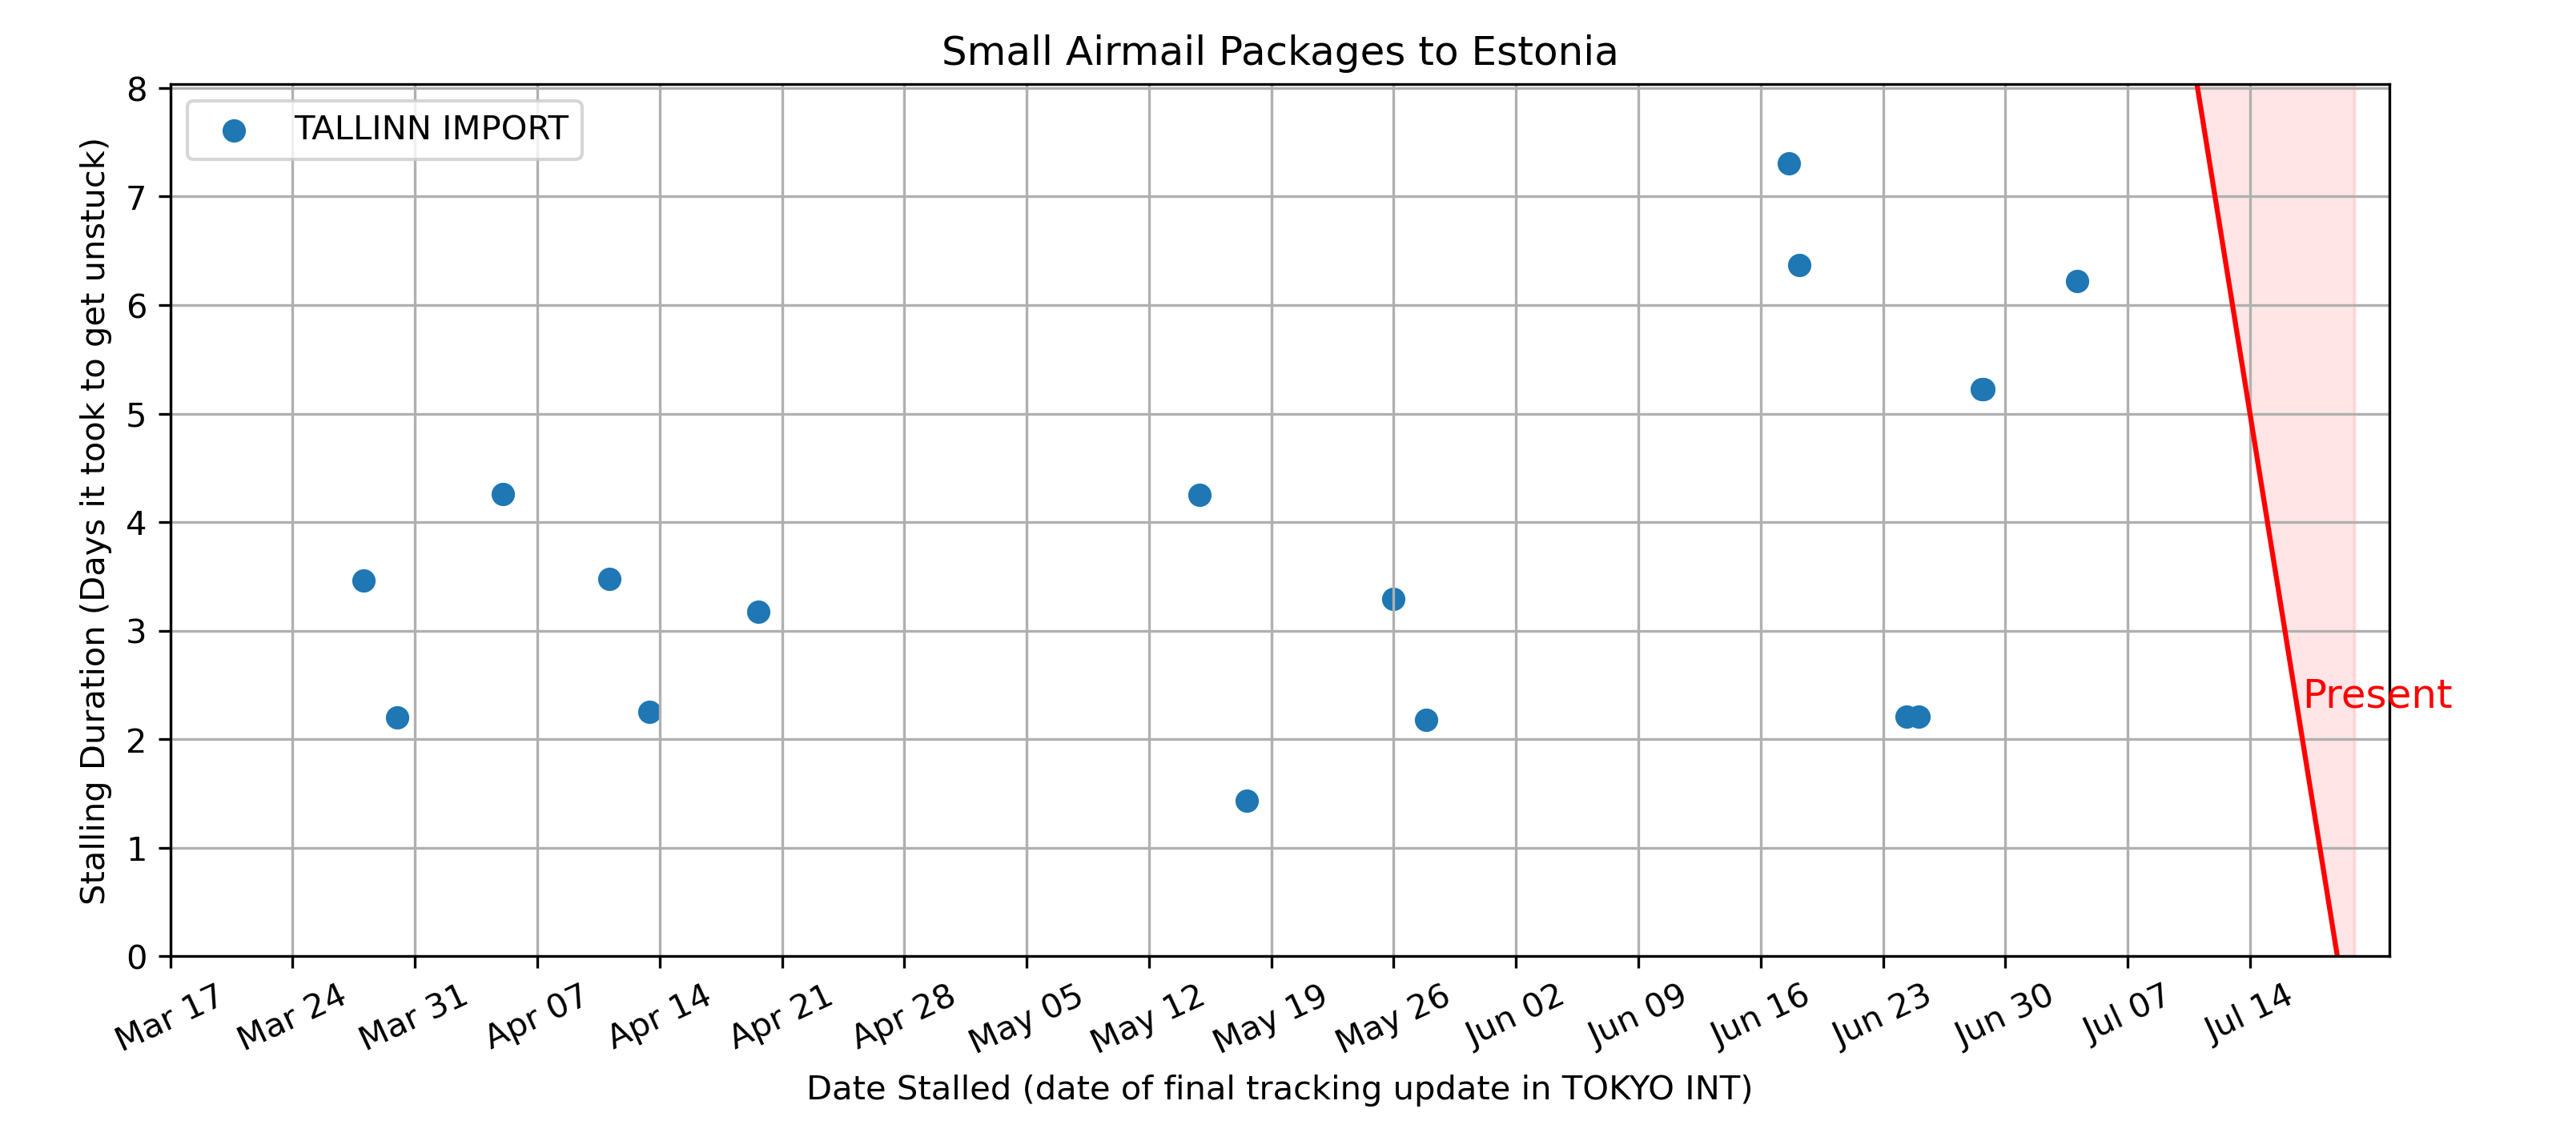 Small Airmail Packages to Estonia
TALLINN IMPORT
Stalling Duration (Days it took to get unstuck)
8
7
6
5
4
3
2
1
0
Present
Mar 17
Mar 24
Mar 31
Apr 07
Apr 14
Apr 21
Apr 28
May 05
May 12
May 19
May 26
Jun 02
Jun 09
Jun 16
Jun 23
Jun 30
Jul 07
Jul 14
Date Stalled (date of final tracking update in TOKYO INT)